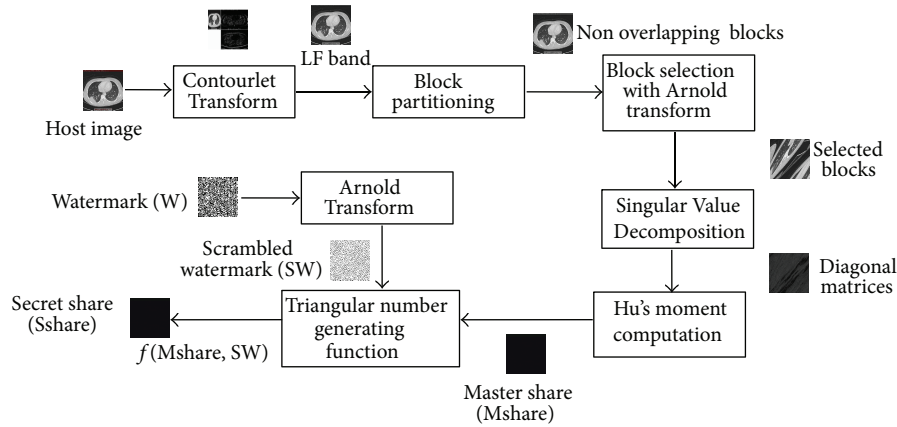 Non overlapping blocks
LF band
Contourlet
Transform
Block
partitioning
Block selection
with Arnold
transform
Host image
Selected
blocks
Watermark (W)
Arnold
Transform
Singular Value
Decomposition
Scrambled
watermark (SW)
Diagonal
matrices
Secret share
(Sshare)
f (Mshare, SW)
Triangular number
generating
function
Hu's moment
computation
Master share
(Mshare)